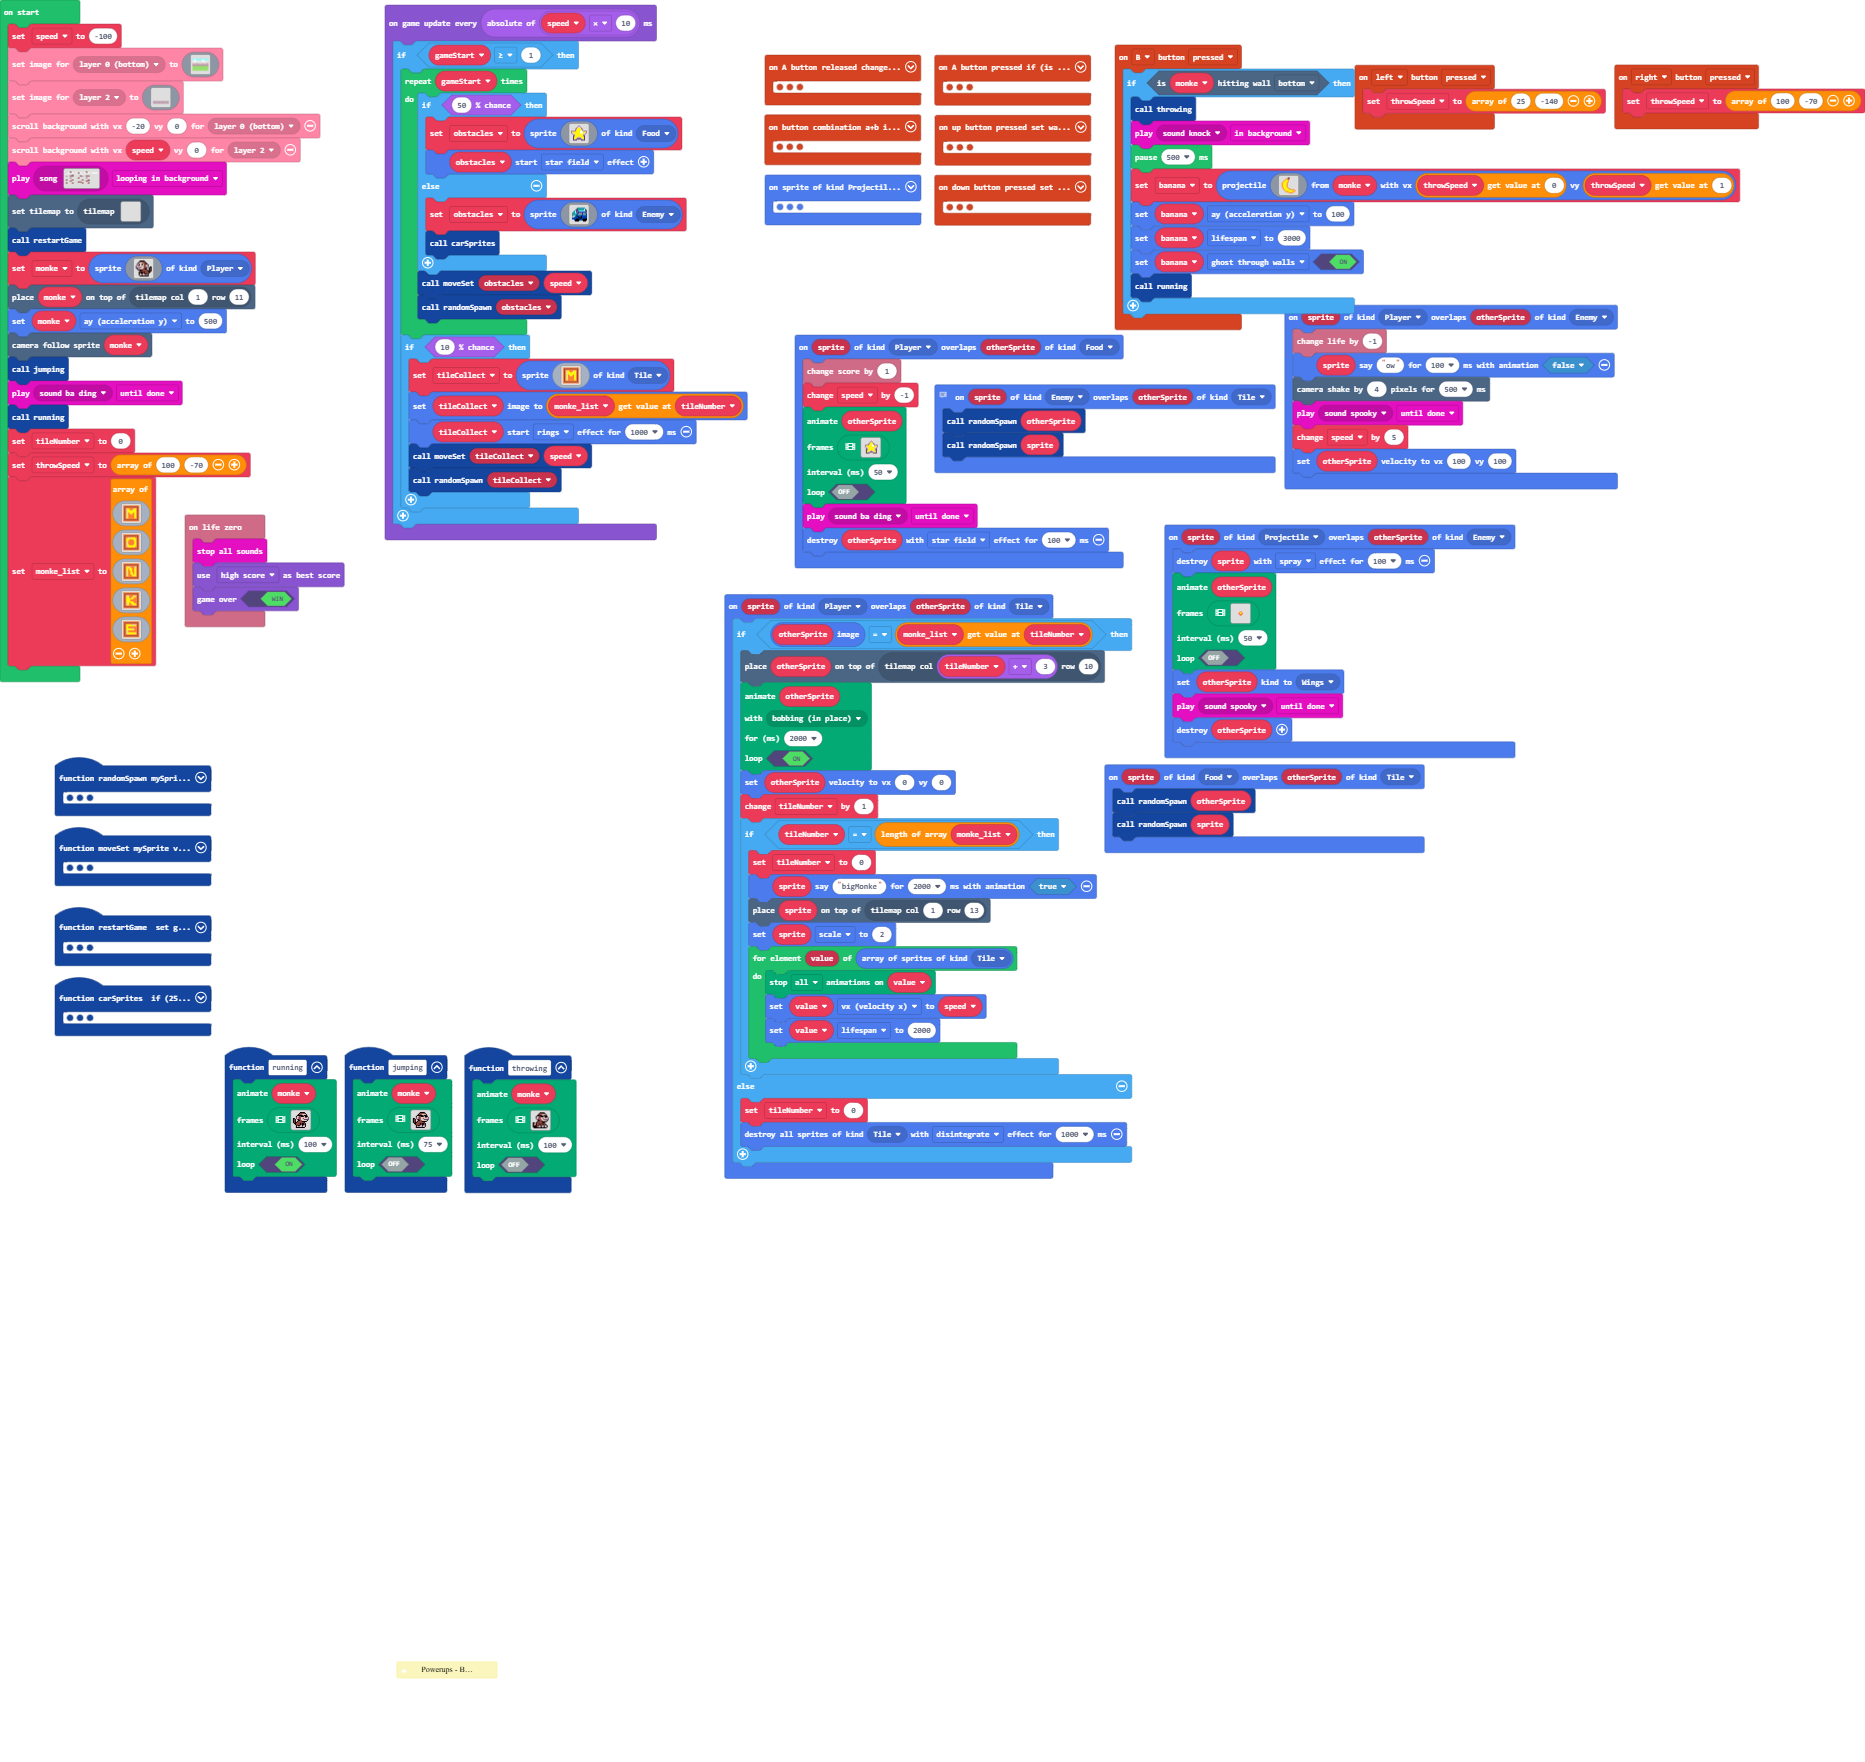 on start
set speed to -100
set image for layer 0 (bottom) to
set image for layer 2 to
scroll background with vx -20 vy 0 for layer 0 (bottom)
scroll background with vx speed vy 0 for layer 2
play song looping in background
set tilemap to tilemap
call restartGame
set monke to sprite of kind Player
place monke on top of tilemap col 1 row 11
set monke ay (acceleration y) to 500
camera follow sprite monke
call jumping
play sound ba ding until done
call running
set tileNumber to 0
set throwSpeed to array of 100 -70
set monke_list to array of
M
O
N
K
E
on life zero
stop all sounds
use high score as best score
game over WIN
on game update every absolute of speed × 10 ms
if gameStart ≥ 1 then
repeat gameStart times
do if 50 % chance then
set obstacles to sprite of kind Food
obstacles start star field effect
else
set obstacles to sprite of kind Enemy
call carSprites
call moveSet obstacles speed
call randomSpawn obstacles
if 10 % chance then
set tileCollect to sprite M of kind Tile
set tileCollect image to monke_list get value at tileNumber
tileCollect start rings effect for 1000 ms
call moveSet tileCollect speed
call randomSpawn tileCollect
on A button released change...
on A button pressed if (is ...
on button combination a+b i...
on up button pressed set wa...
on sprite of kind Projectil...
on down button pressed set ...
on B button pressed
if is monke hitting wall bottom then
call throwing
play sound knock in background
pause 500 ms
set banana to projectile from monke with vx throwSpeed get value at 0 vy throwSpeed get value at 1
set banana ay (acceleration y) to 100
set banana lifespan to 3000
set banana ghost through walls ON
call running
on left button pressed
set throwSpeed to array of 25 -140
on right button pressed
set throwSpeed to array of 100 -70
on sprite of kind Player overlaps otherSprite of kind Enemy
change life by -1
sprite say "ow" for 100 ms with animation false
camera shake by 4 pixels for 500 ms
play sound spooky until done
change speed by 5
set otherSprite velocity to vx 100 vy 100
on sprite of kind Player overlaps otherSprite of kind Food
change score by 1
change speed by -1
animate otherSprite
frames
interval (ms) 50
loop OFF
play sound ba ding until done
destroy otherSprite with star field effect for 100 ms
on sprite of kind Enemy overlaps otherSprite of kind Tile
call randomSpawn otherSprite
call randomSpawn sprite
on sprite of kind Projectile overlaps otherSprite of kind Enemy
destroy sprite with spray effect for 100 ms
animate otherSprite
frames
interval (ms) 50
loop OFF
set otherSprite kind to Wings
play sound spooky until done
destroy otherSprite
on sprite of kind Food overlaps otherSprite of kind Tile
call randomSpawn otherSprite
call randomSpawn sprite
on sprite of kind Player overlaps otherSprite of kind Tile
if otherSprite image = monke_list get value at tileNumber then
place otherSprite on top of tilemap col tileNumber + 3 row 10
animate otherSprite
with bobbing (in place)
for (ms) 2000
loop ON
set otherSprite velocity to vx 0 vy 0
change tileNumber by 1
if tileNumber = length of array monke_list then
set tileNumber to 0
sprite say "bigMonke" for 2000 ms with animation true
place sprite on top of tilemap col 1 row 13
set sprite scale to 2
for element value of array of sprites of kind Tile
do stop all animations on value
set value vx (velocity x) to speed
set value lifespan to 2000
else
set tileNumber to 0
destroy all sprites of kind Tile with disintegrate effect for 1000 ms
function randomSpawn mySpri...
function moveSet mySprite v...
function restartGame set g...
function carSprites if (25...
function running
animate monke
frames
interval (ms) 100
loop ON
function jumping
animate monke
frames
interval (ms) 75
loop OFF
function throwing
animate monke
frames
interval (ms) 100
loop OFF
Powerups - B...